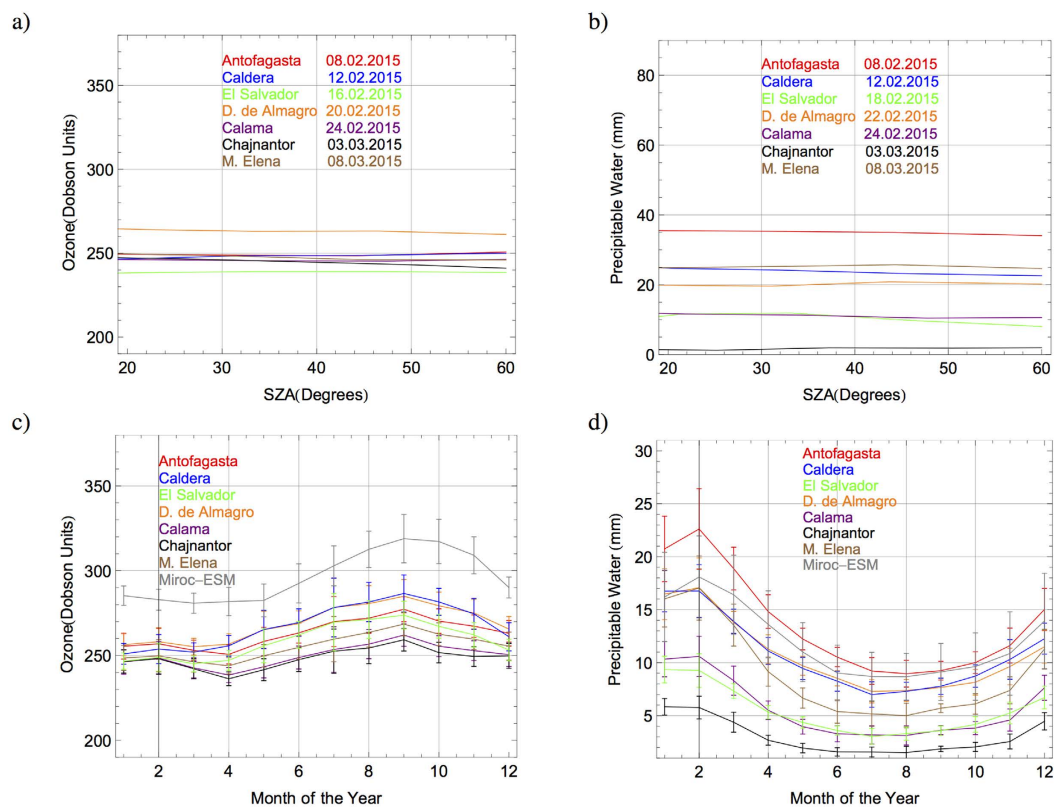 a)
Antofagasta 08.02.2015
Caldera 12.02.2015
El Salvador 16.02.2015
D. de Almagro 20.02.2015
Calama 24.02.2015
Chajnantor 03.03.2015
M. Elena 08.03.2015
350
300
250
200
Ozone(Dobson Units)
20 30 40 50 60
SZA(Degrees)
b)
Antofagasta 08.02.2015
Caldera 12.02.2015
El Salvador 18.02.2015
D. de Almagro 22.02.2015
Calama 24.02.2015
Chajnantor 03.03.2015
M. Elena 08.03.2015
80
60
40
20
0
Precipitable Water (mm)
20 30 40 50 60
SZA(Degrees)
c)
Antofagasta
Caldera
El Salvador
D. de Almagro
Calama
Chajnantor
M. Elena
Miroc–ESM
350
300
250
200
Ozone(Dobson Units)
2 4 6 8 10 12
Month of the Year
d)
Antofagasta
Caldera
El Salvador
D. de Almagro
Calama
Chajnantor
M. Elena
Miroc–ESM
30
25
20
15
10
5
Precipitable Water (mm)
2 4 6 8 10 12
Month of the Year